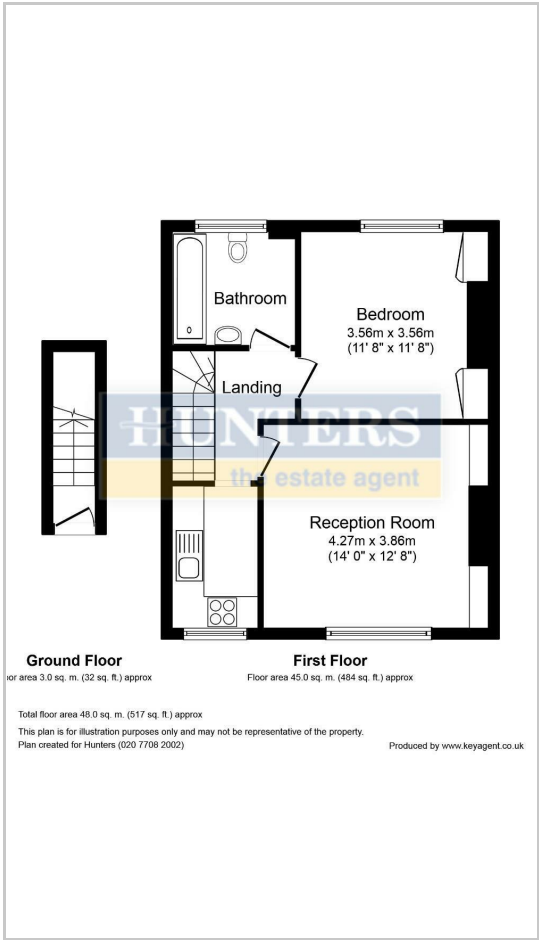 Bathroom
Bedroom
3.56m x 3.56m
(11' 8" x 11' 8")
Landing
HUNTERS
the estate agent
Reception Room
4.27m x 3.86m
(14' 0" x 12' 8")
Ground Floor
or area 3.0 sq. m. (32 sq. ft.) approx
First Floor
Floor area 45.0 sq. m. (484 sq. ft.) approx
Total floor area 48.0 sq. m. (517 sq. ft.) approx
This plan is for illustration purposes only and may not be representative of the property.
Plan created for Hunters (020 7708 2002)
Produced by www.keyagent.co.uk